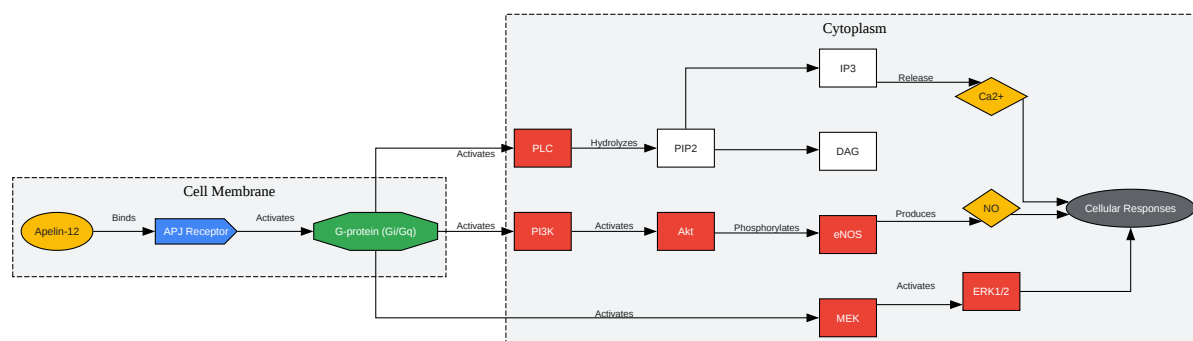 Cytoplasm
IP3
Release
Ca2+
Activates
PLC
Hydrolyzes
PIP2
DAG
Cell Membrane
Apelin-12
Binds
APJ Receptor
Activates
G-protein (Gi/Gq)
Activates
PI3K
Activates
Akt
Phosphorylates
eNOS
Produces
NO
Cellular Responses
Activates
MEK
Activates
ERK1/2